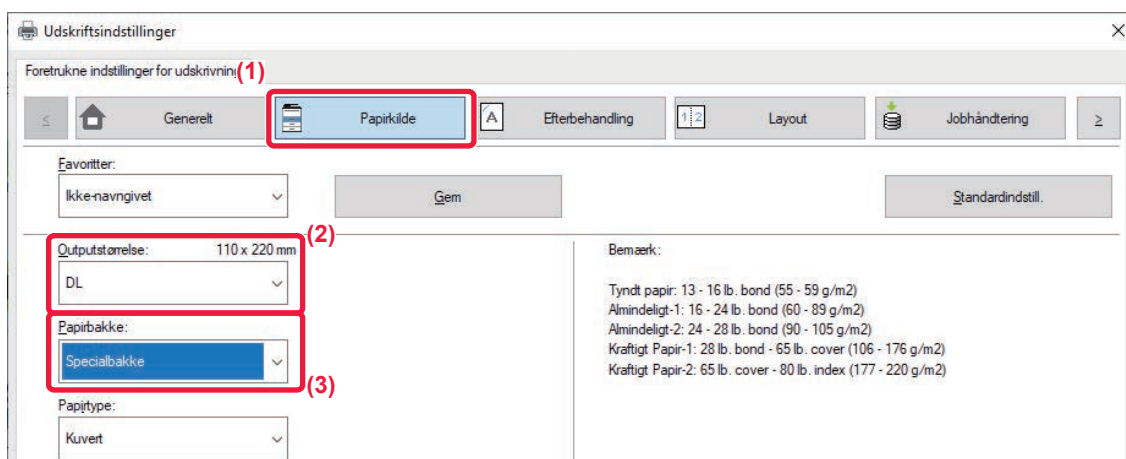 Udskriftsindstillinger
Foretrukne indstillinger for udskrivning
(1)
< Generelt Papirkilde A Efterbehandling 1 2 Layout Jobhåndtering >
Favoritter:
Ikke-navngivet Gem Standardindstill.
Outputstørrelse: 110 x 220 mm (2)
DL
Papirbakke:
Specialbakke
(3)
Papirtype:
Kuvert
Bemærk:
Tyndt papir: 13 - 16 lb. bond (55 - 59 g/m2)
Almindeligt-1: 16 - 24 lb. bond (60 - 89 g/m2)
Almindeligt-2: 24 - 28 lb. bond (90 - 105 g/m2)
Kraftigt Papir-1: 28 lb. bond - 65 lb. cover (106 - 176 g/m2)
Kraftigt Papir-2: 65 lb. cover - 80 lb. index (177 - 220 g/m2)